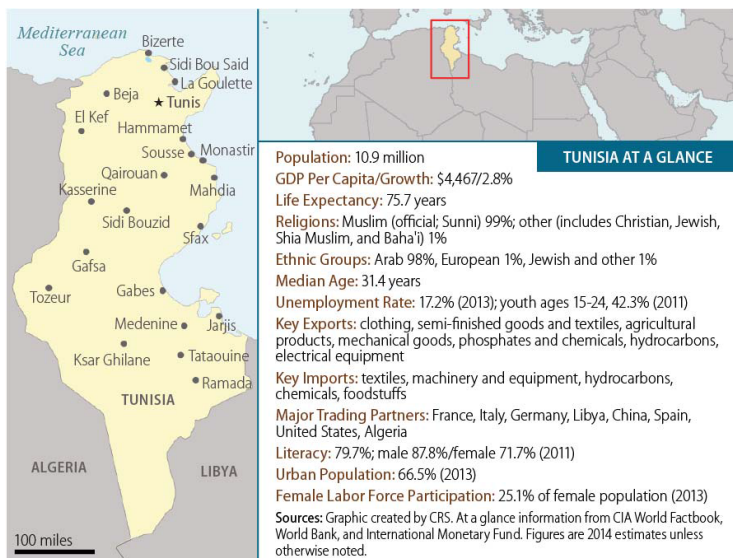 Mediterranean
Sea
Bizerte
Sidi Bou Said
La Goulette
Beja
Tunis
El Kef
Hammamet
Sousse
Monastir
Qairouan
Mahdia
Kasserine
Sidi Bouzid
Sfax
Gafsa
Tozeur
Gabes
Medenine
Jarjis
Ksar Ghilane
Tataouine
Ramada
TUNISIA
ALGERIA
LIBYA
100 miles
TUNISIA AT A GLANCE
Population: 10.9 million
GDP Per Capita/Growth: $4,467/2.8%
Life Expectancy: 75.7 years
Religions: Muslim (official; Sunni) 99%; other (includes Christian, Jewish,
Shia Muslim, and Baha'i) 1%
Ethnic Groups: Arab 98%, European 1%, Jewish and other 1%
Median Age: 31.4 years
Unemployment Rate: 17.2% (2013); youth ages 15-24, 42.3% (2011)
Key Exports: clothing, semi-finished goods and textiles, agricultural
products, mechanical goods, phosphates and chemicals, hydrocarbons,
electrical equipment
Key Imports: textiles, machinery and equipment, hydrocarbons,
chemicals, foodstuffs
Major Trading Partners: France, Italy, Germany, Libya, China, Spain,
United States, Algeria
Literacy: 79.7%; male 87.8%/female 71.7% (2011)
Urban Population: 66.5% (2013)
Female Labor Force Participation: 25.1% of female population (2013)
Sources: Graphic created by CRS. At a glance information from CIA World Factbook,
World Bank, and International Monetary Fund. Figures are 2014 estimates unless
otherwise noted.